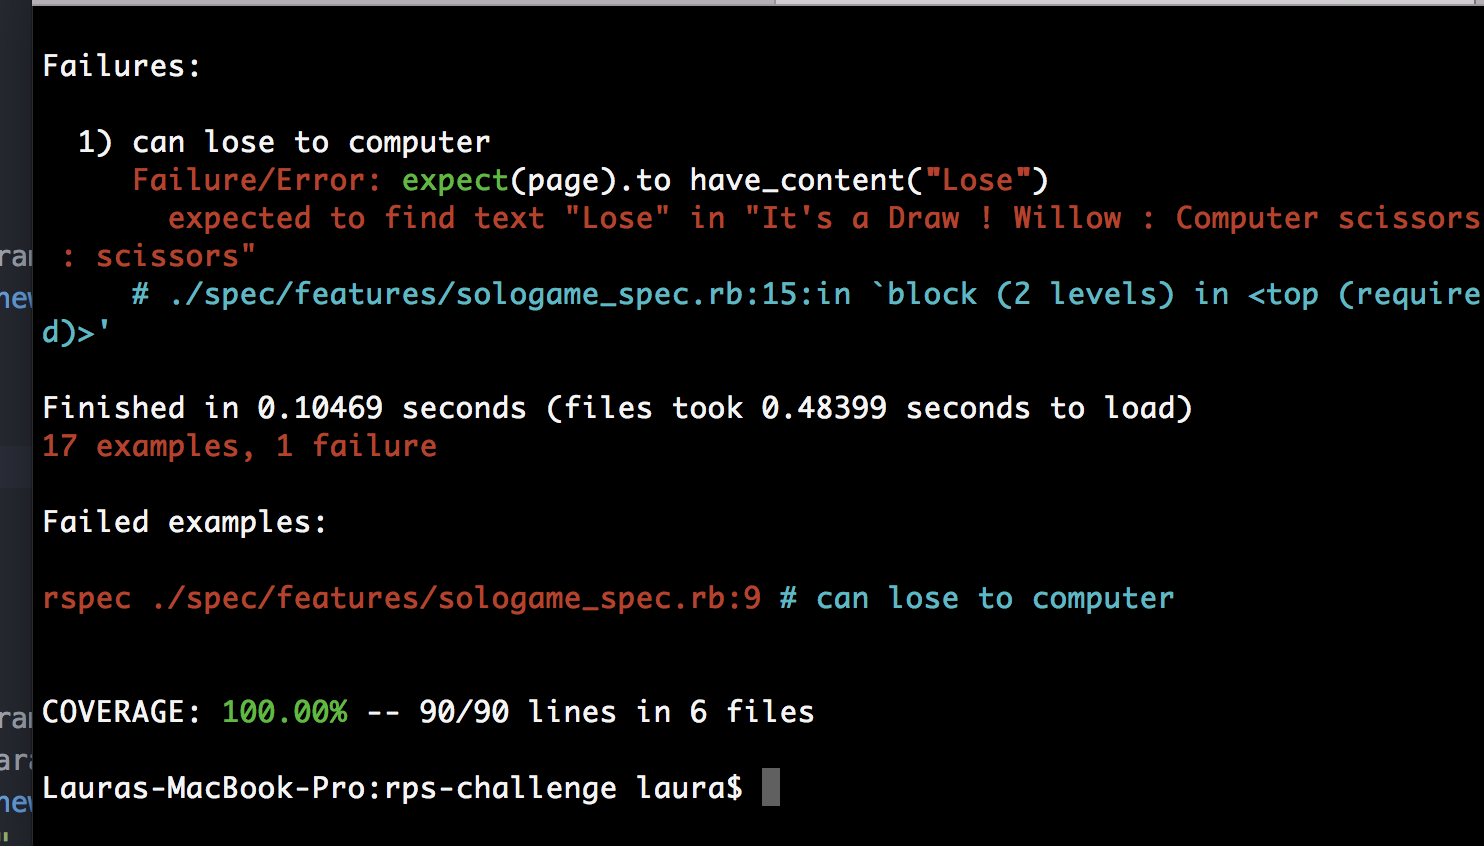 Failures:
1) can lose to computer
Failure/Error: expect(page).to have_content("Lose")
expected to find text "Lose" in "It's a Draw ! Willow : Computer scissors
: scissors"
# ./spec/features/sologame_spec.rb:15:in `block (2 levels) in <top (require
d)>'
Finished in 0.10469 seconds (files took 0.48399 seconds to load)
17 examples, 1 failure
Failed examples:
rspec ./spec/features/sologame_spec.rb:9 # can lose to computer
COVERAGE: 100.00% -- 90/90 lines in 6 files
Lauras-MacBook-Pro:rps-challenge laura$